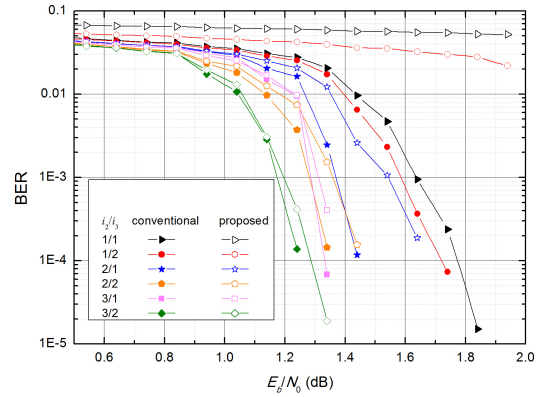 0.1
0.01
1E-3
1E-4
1E-5
BER
i2/i3 conventional proposed
1/1
1/2
2/1
2/2
3/1
3/2
0.6 0.8 1.0 1.2 1.4 1.6 1.8 2.0
Eb/N0 (dB)